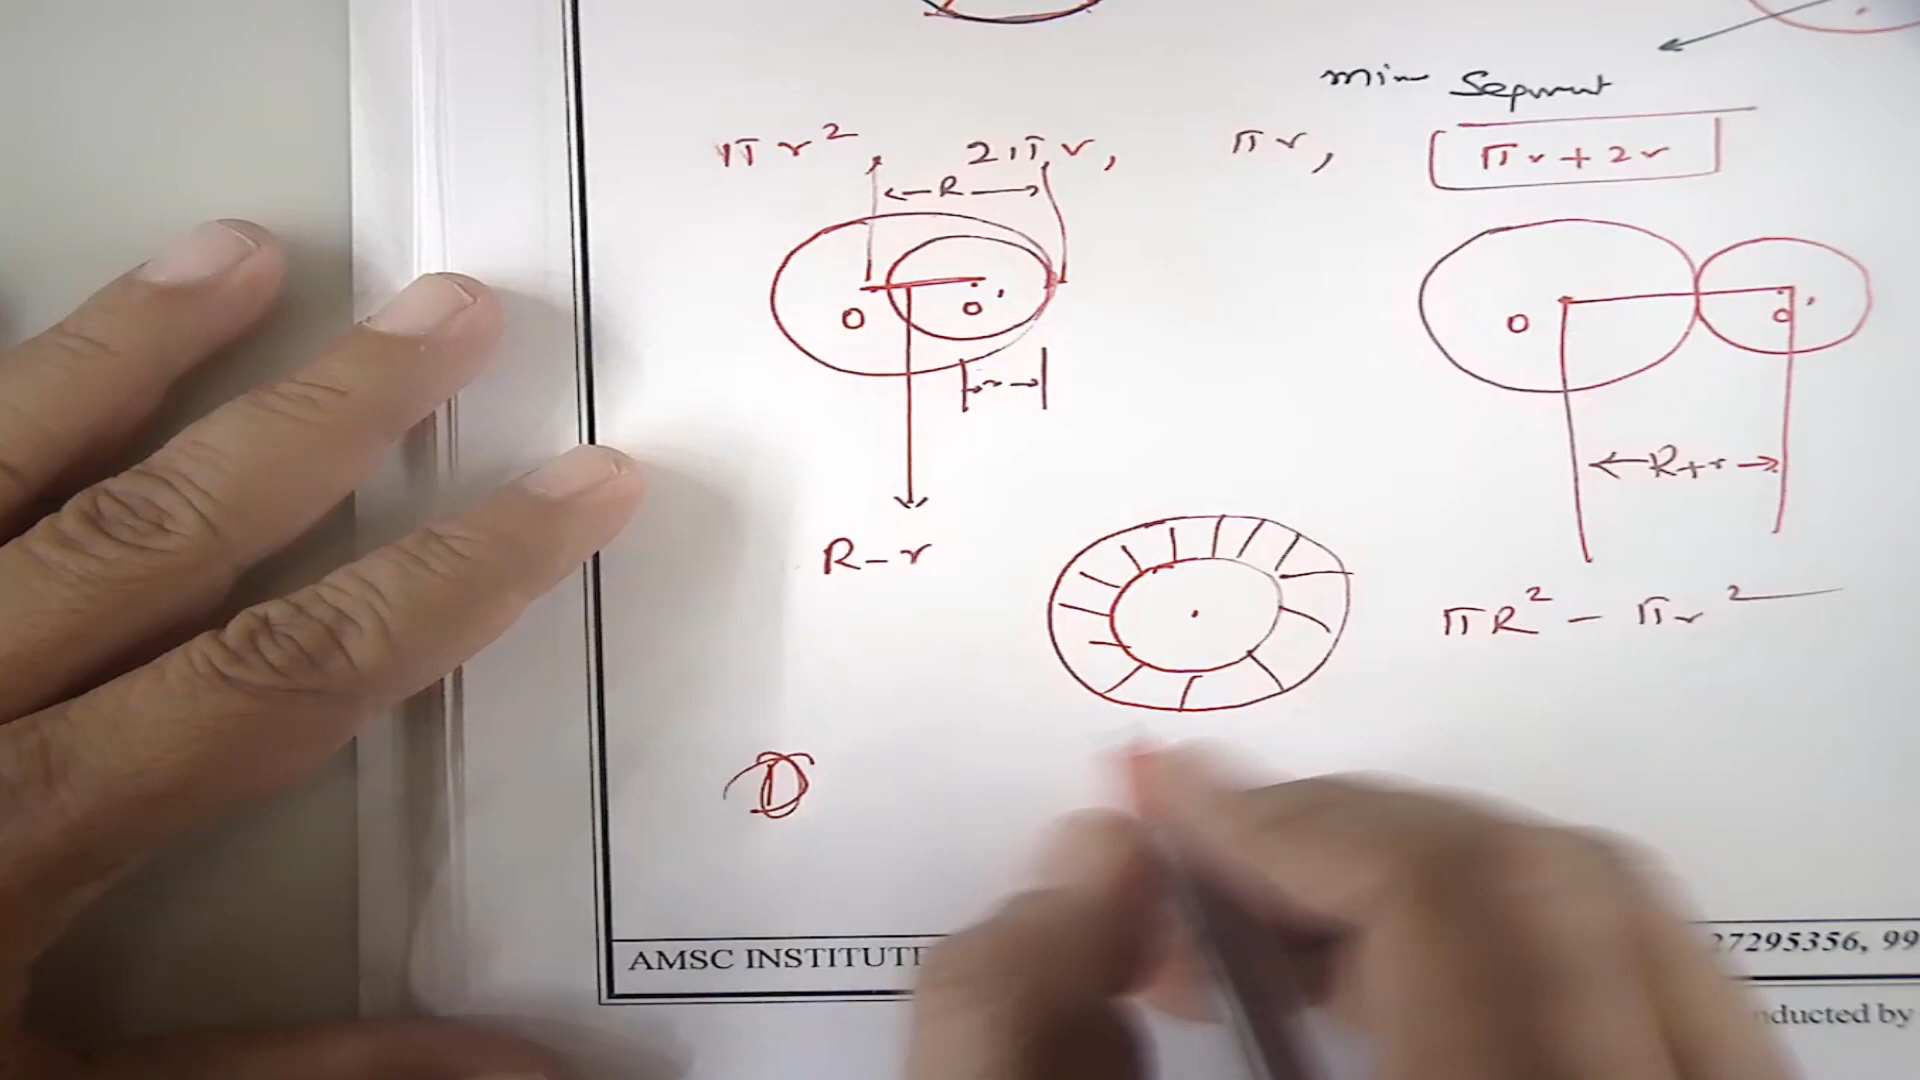 min Segment
πr², 2πr, πr, πr + 2r
R
O O' O O'
r
R+r
R-r
πR² - πr²
AMSC INSTITUTE 27295356, 99
nducted by